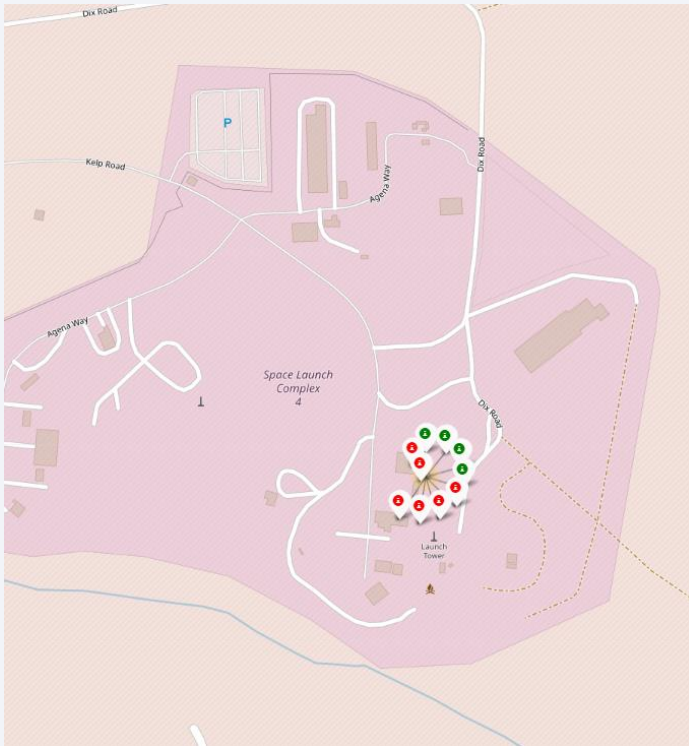 Dix Road
P
Kelp Road
Agena Way
Dix Road
Agena Way
Space Launch
Complex
4
Dix Road
Launch
Tower